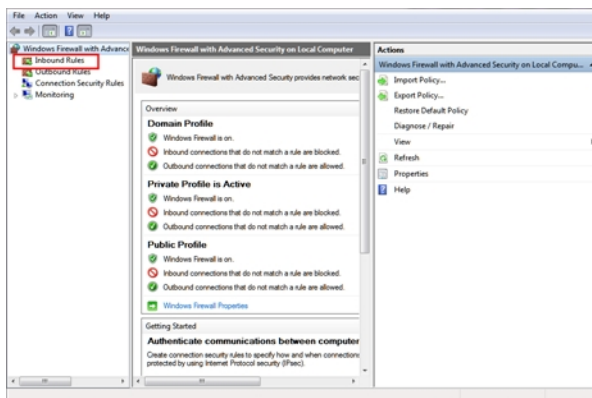 File Action View Help
Windows Firewall with Advanc
Inbound Rules
Outbound Rules
Connection Security Rules
Monitoring
Windows Firewall with Advanced Security on Local Computer
Windows Firewall with Advanced Security provides network sec
Overview
Domain Profile
Windows Firewall is on.
Inbound connections that do not match a rule are blocked.
Outbound connections that do not match a rule are allowed.
Private Profile is Active
Windows Firewall is on.
Inbound connections that do not match a rule are blocked.
Outbound connections that do not match a rule are allowed.
Public Profile
Windows Firewall is on.
Inbound connections that do not match a rule are blocked.
Outbound connections that do not match a rule are allowed.
Windows Firewall Properties
Getting Started
Authenticate communications between computer
Create connection security rules to specify how and when connections
protected by using Internet Protocol security (IPsec).
Actions
Windows Firewall with Advanced Security on Local Compu...
Import Policy...
Export Policy...
Restore Default Policy
Diagnose / Repair
View
Refresh
Properties
Help